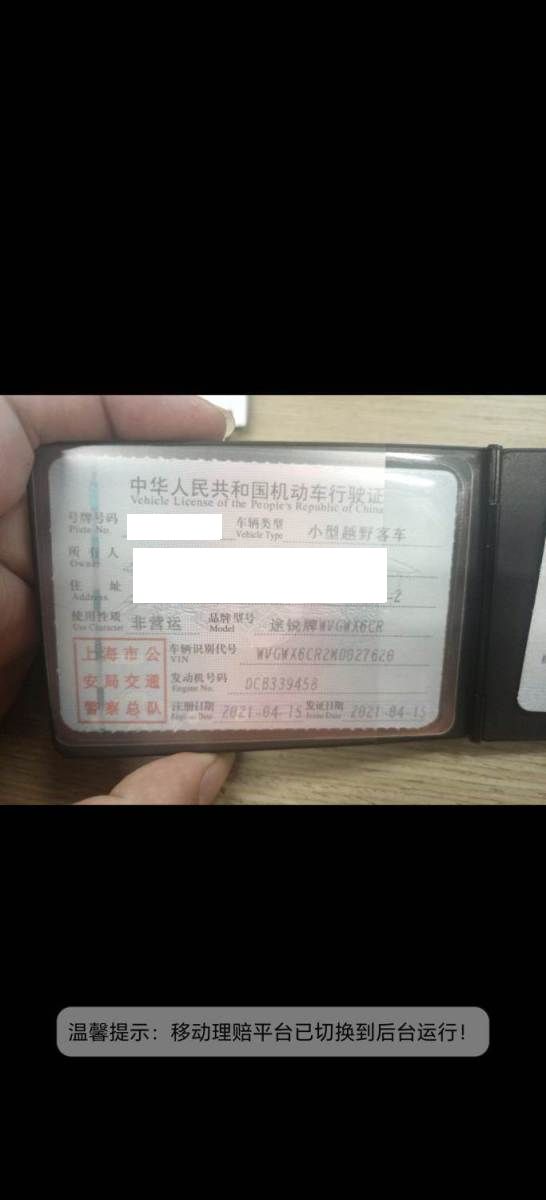 中华人民共和国机动车行驶证
Vehicle License of the People's Republic of China
号牌号码 车辆类型 小型越野客车
Plate No. Vehicle Type
所有人
Owner
住 址
Address
使用性质 非营运 品牌型号 途锐牌WVGWX6CR
Use Character Model
上海市公 车辆识别代号
VIN
安局交通 发动机号码 DCB339458
Engine No.
警察总队 注册日期 2021-04-15 发证日期 2021-04-15
Register Date Issue Date
温馨提示：移动理赔平台已切换到后台运行！